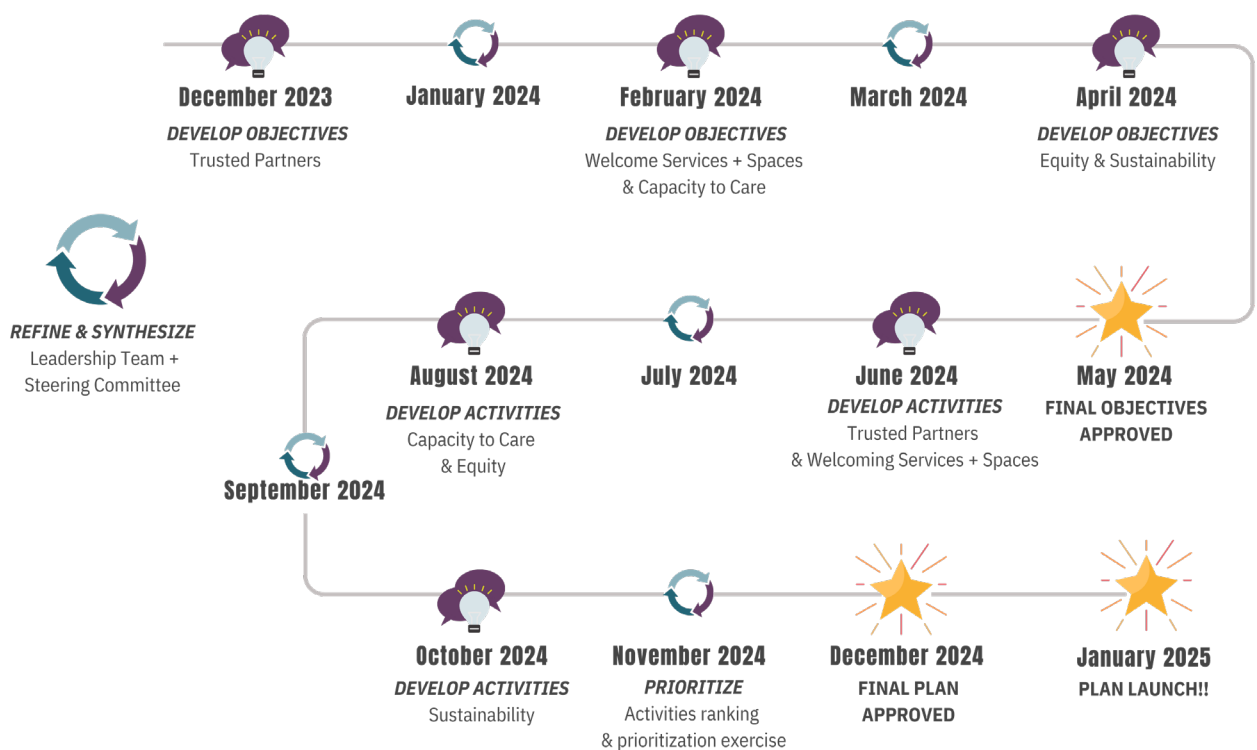 December 2023
DEVELOP OBJECTIVES
Trusted Partners
January 2024
February 2024
DEVELOP OBJECTIVES
Welcome Services + Spaces
& Capacity to Care
March 2024
April 2024
DEVELOP OBJECTIVES
Equity & Sustainability
REFINE & SYNTHESIZE
Leadership Team +
Steering Committee
May 2024
FINAL OBJECTIVES
APPROVED
June 2024
DEVELOP ACTIVITIES
Trusted Partners
& Welcoming Services + Spaces
July 2024
August 2024
DEVELOP ACTIVITIES
Capacity to Care
& Equity
September 2024
October 2024
DEVELOP ACTIVITIES
Sustainability
November 2024
PRIORITIZE
Activities ranking
& prioritization exercise
December 2024
FINAL PLAN
APPROVED
January 2025
PLAN LAUNCH!!